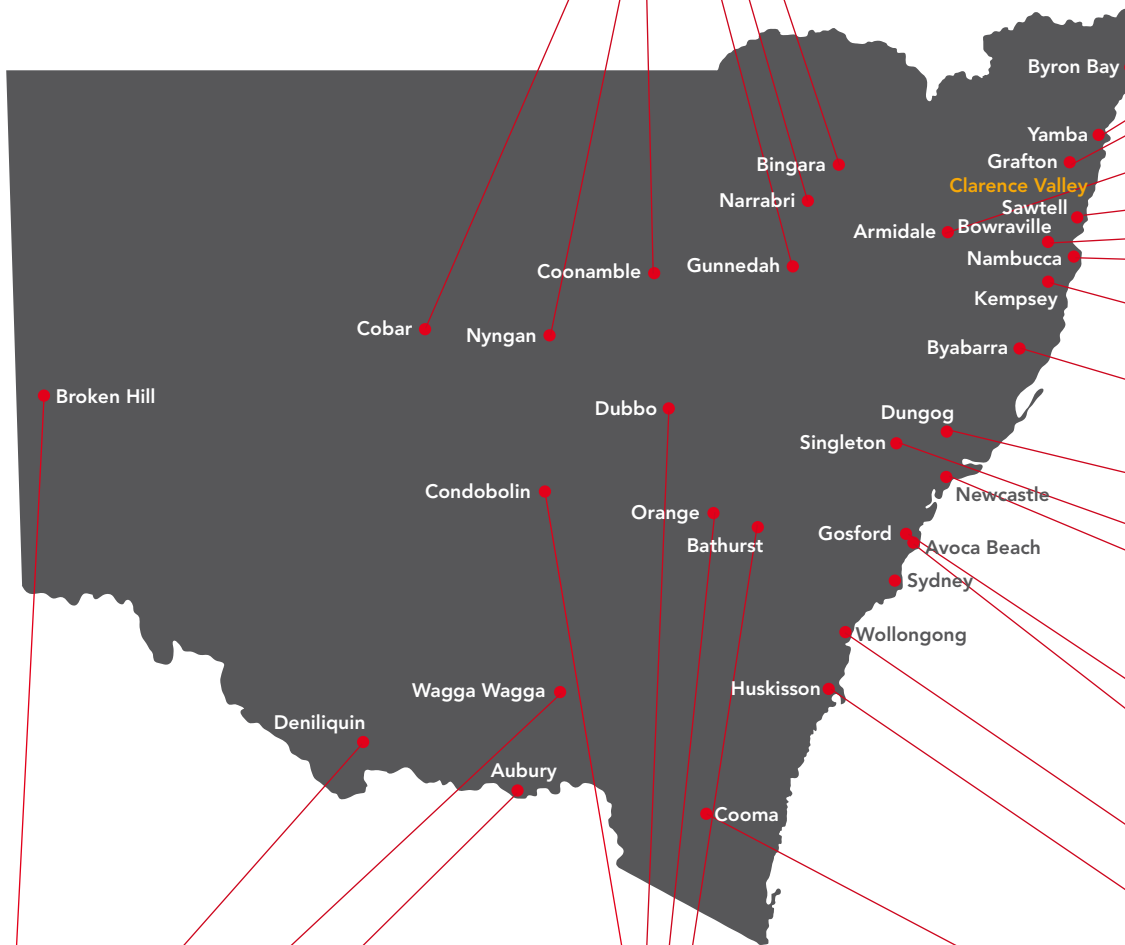 Byron Bay
Yamba
Grafton
Bingara
Clarence Valley
Narrabri
Sawtell
Armidale
Bowraville
Nambucca
Gunnedah
Coonamble
Kempsey
Cobar
Nyngan
Byabarra
Broken Hill
Dubbo
Dungog
Singleton
Condobolin
Newcastle
Orange
Gosford
Bathurst
Avoca Beach
Sydney
Wollongong
Huskisson
Wagga Wagga
Deniliquin
Aubury
Cooma